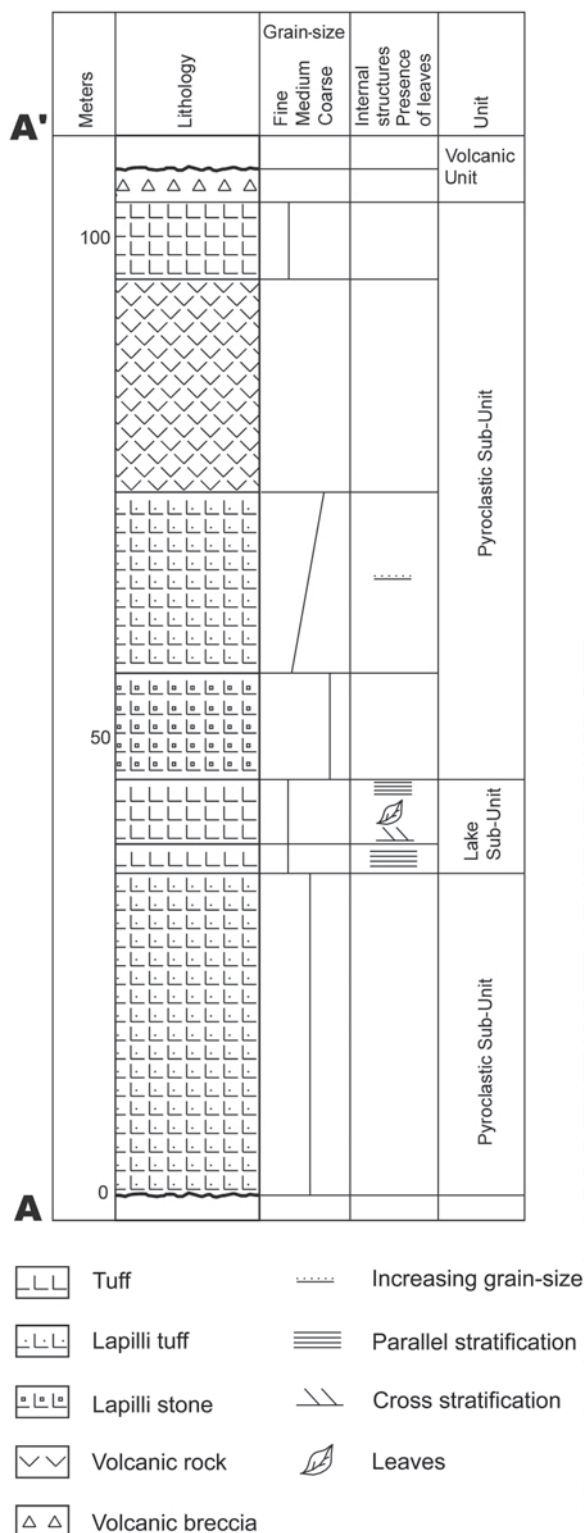 Meters
Lithology
Grain-size
Fine
Medium
Coarse
Internal
structures
Presence
of leaves
Unit
A'
Volcanic
Unit
100
Pyroclastic Sub-Unit
50
Lake
Sub-Unit
Pyroclastic Sub-Unit
0
A
Tuff
Increasing grain-size
Lapilli tuff
Parallel stratification
Lapilli stone
Cross stratification
Volcanic rock
Leaves
Volcanic breccia